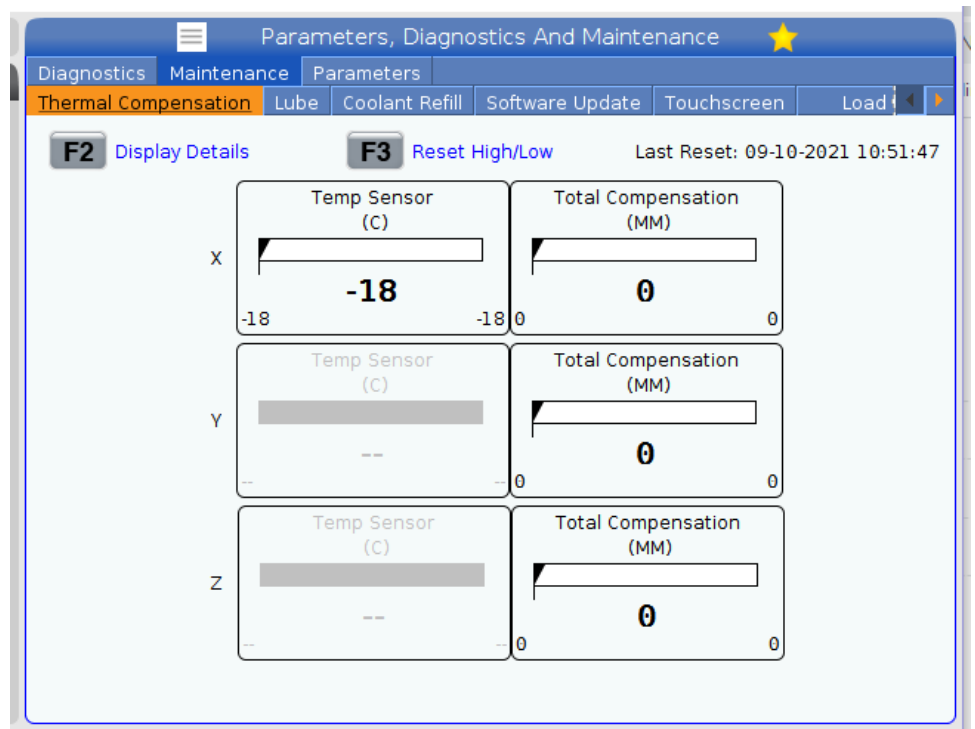 Parameters, Diagnostics And Maintenance
Diagnostics Maintenance Parameters
Thermal Compensation Lube Coolant Refill Software Update Touchscreen Load
F2 Display Details F3 Reset High/Low Last Reset: 09-10-2021 10:51:47
Temp Sensor Total Compensation
(C) (MM)
X
-18 0
-18 -18 0 0
Temp Sensor Total Compensation
(C) (MM)
Y
-- 0
-- -- 0 0
Temp Sensor Total Compensation
(C) (MM)
Z
-- 0
-- -- 0 0